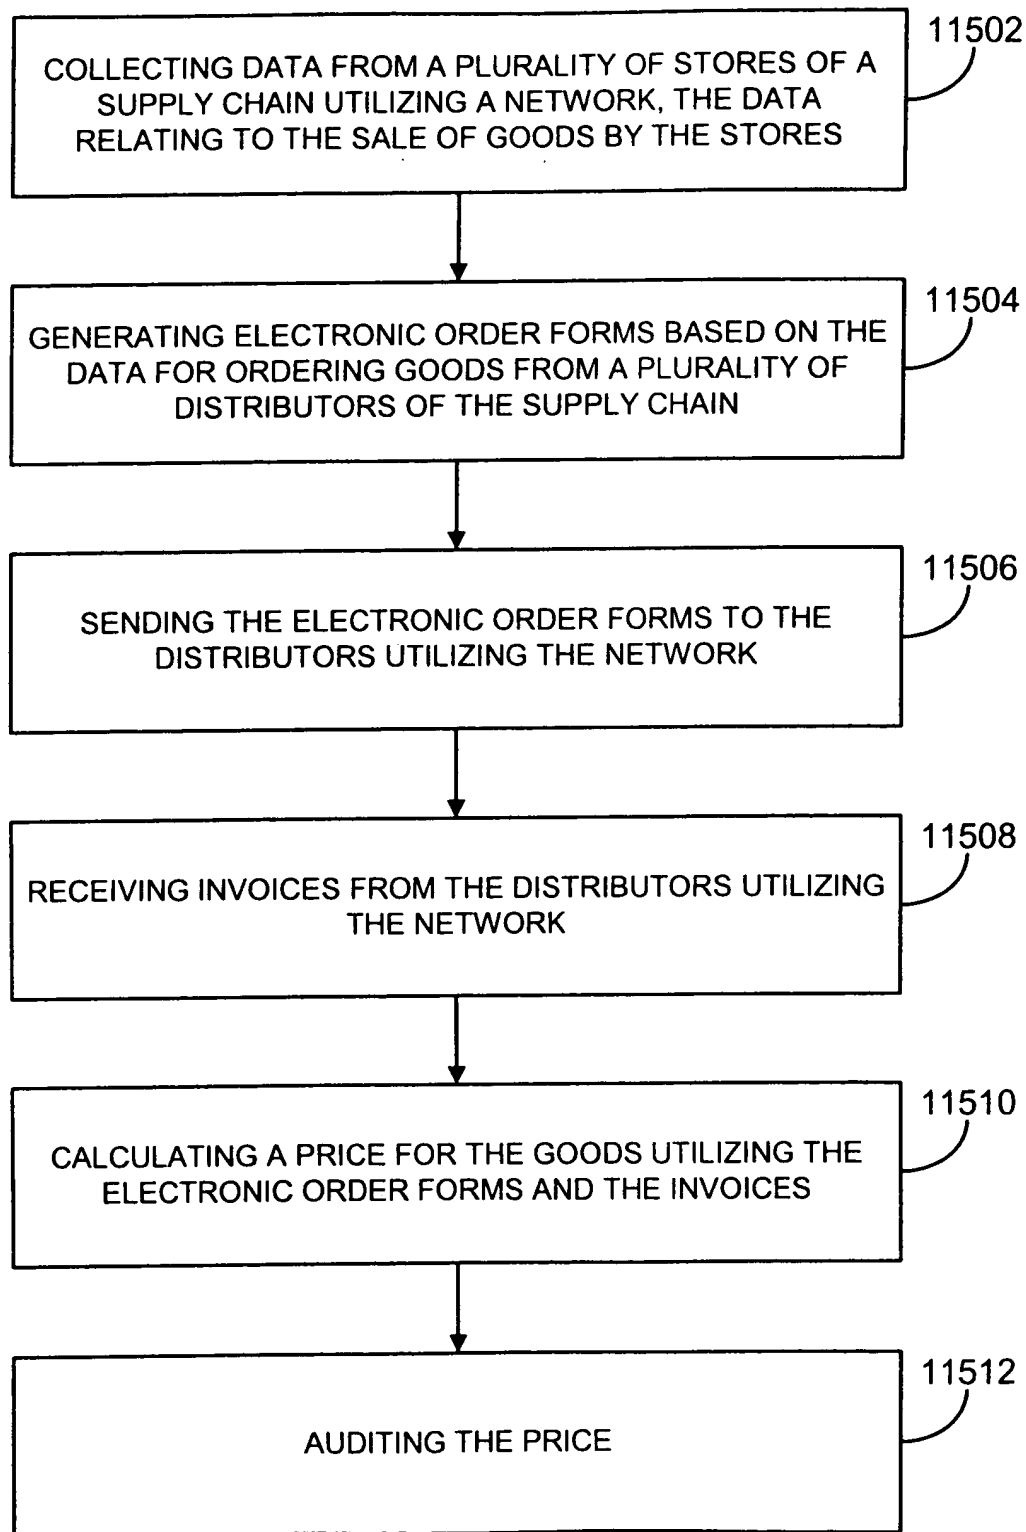 11502
COLLECTING DATA FROM A PLURALITY OF STORES OF A
SUPPLY CHAIN UTILIZING A NETWORK, THE DATA
RELATING TO THE SALE OF GOODS BY THE STORES
11504
GENERATING ELECTRONIC ORDER FORMS BASED ON THE
DATA FOR ORDERING GOODS FROM A PLURALITY OF
DISTRIBUTORS OF THE SUPPLY CHAIN
11506
SENDING THE ELECTRONIC ORDER FORMS TO THE
DISTRIBUTORS UTILIZING THE NETWORK
11508
RECEIVING INVOICES FROM THE DISTRIBUTORS UTILIZING
THE NETWORK
11510
CALCULATING A PRICE FOR THE GOODS UTILIZING THE
ELECTRONIC ORDER FORMS AND THE INVOICES
11512
AUDITING THE PRICE